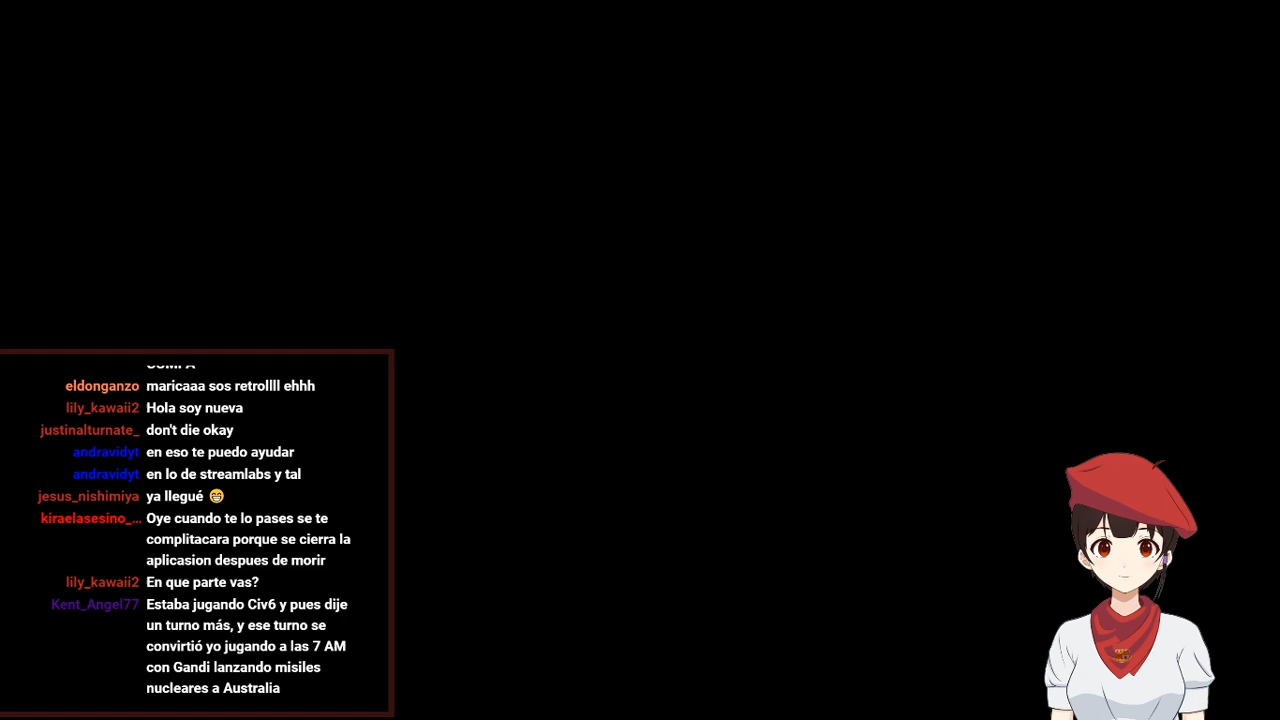 eldonganzo maricaaa sos retrollll ehhh
lily_kawaii2 Hola soy nueva
justinalturnate_ don't die okay
andravidyt en eso te puedo ayudar
andravidyt en lo de streamlabs y tal
jesus_nishimiya ya llegué 😁
kiraelasesino_... Oye cuando te lo pases se te
complitacara porque se cierra la
aplicasion despues de morir
lily_kawaii2 En que parte vas?
Kent_Angel77 Estaba jugando Civ6 y pues dije
un turno más, y ese turno se
convirtió yo jugando a las 7 AM
con Gandi lanzando misiles
nucleares a Australia